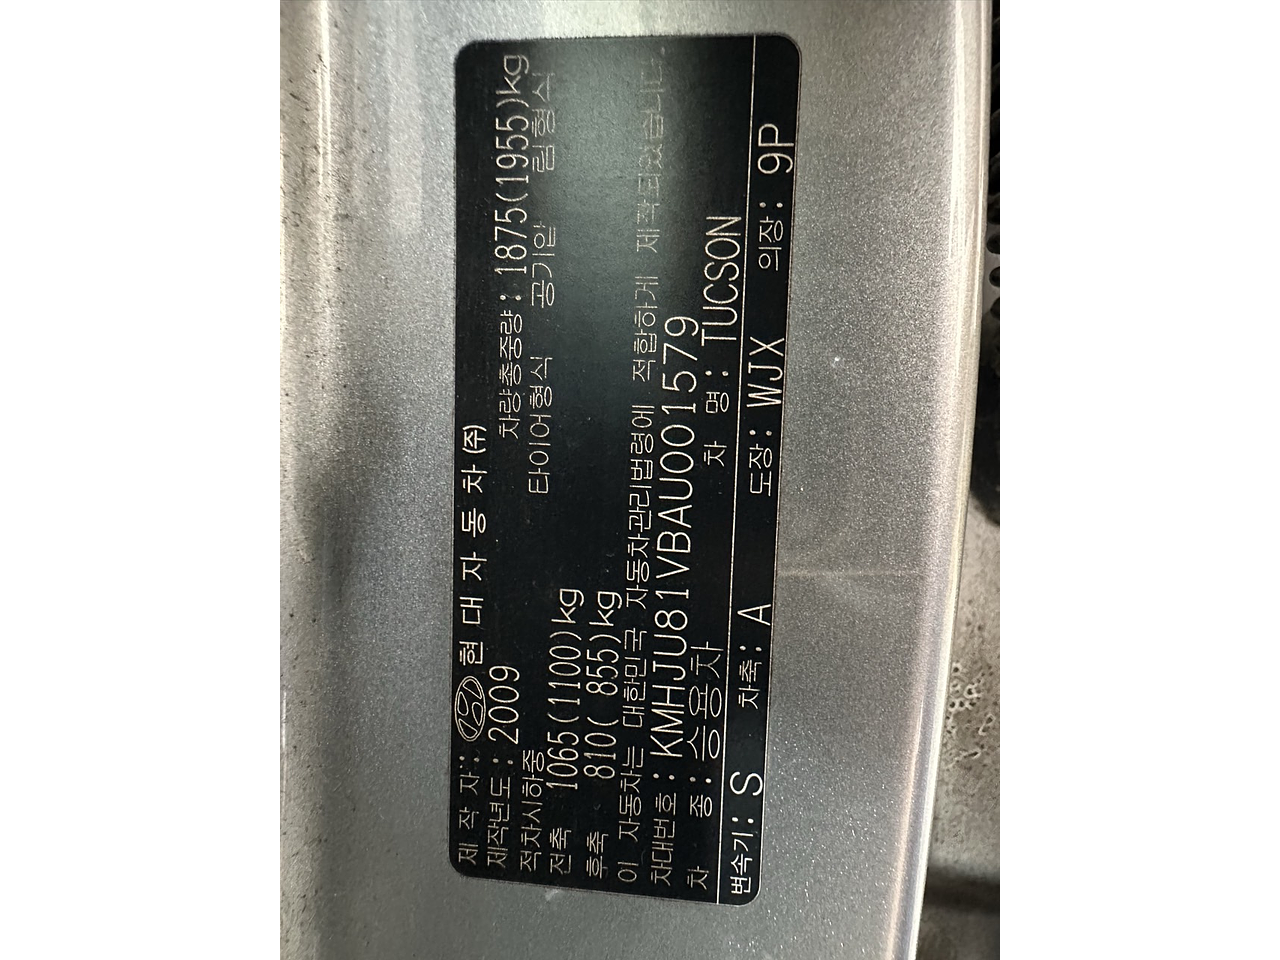 제 작 자: 현 대 자 동 차 (주)
제작년도: 2009 차량총중량: 1875(1955)kg
적차시하중 타이어형식 공기압 림형식
전축 1065(1100)kg
후축 810( 855)kg
이 자동차는 대한민국 자동차관리법령에 적합하게 제작되었습니다.
차대번호: KMHJU81VBAU001579
차 종: 승용차 차 명: TUCSON
변속기: S 차축: A 도장: WJX 의장: 9P